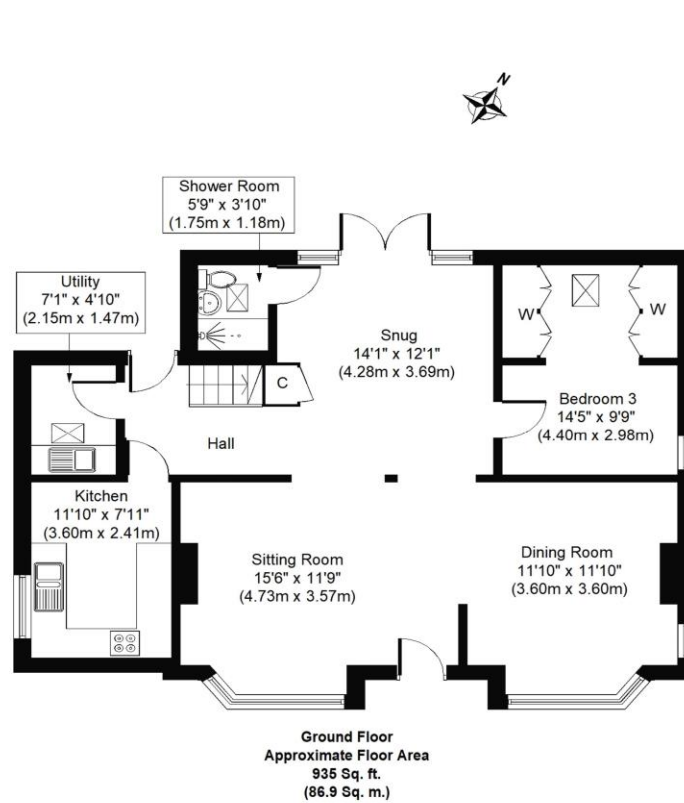 N
Shower Room
5'9" x 3'10"
(1.75m x 1.18m)
Utility
7'1" x 4'10"
(2.15m x 1.47m)
Snug
14'1" x 12'1"
(4.28m x 3.69m)
W
W
C
Bedroom 3
14'5" x 9'9"
(4.40m x 2.98m)
Hall
Kitchen
11'10" x 7'11"
(3.60m x 2.41m)
Sitting Room
15'6" x 11'9"
(4.73m x 3.57m)
Dining Room
11'10" x 11'10"
(3.60m x 3.60m)
Ground Floor
Approximate Floor Area
935 Sq. ft.
(86.9 Sq. m.)